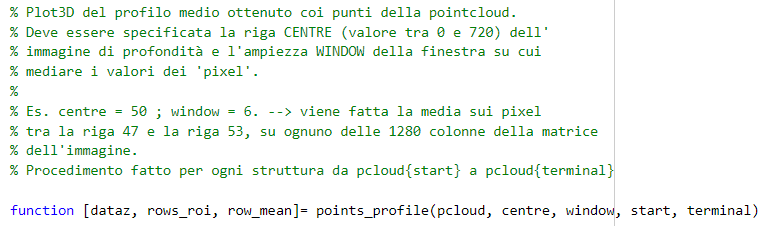 % Plot3D del profilo medio ottenuto coi punti della pointcloud.
% Deve essere specificata la riga CENTRE (valore tra 0 e 720) dell'
% immagine di profondità e l'ampiezza WINDOW della finestra su cui
% mediare i valori dei 'pixel'.
%
% Es. centre = 50 ; window = 6. --> viene fatta la media sui pixel
% tra la riga 47 e la riga 53, su ognuno delle 1280 colonne della matrice
% dell'immagine.
% Procedimento fatto per ogni struttura da pcloud{start} a pcloud{terminal}
function [dataz, rows_roi, row_mean]= points_profile(pcloud, centre, window, start, terminal)